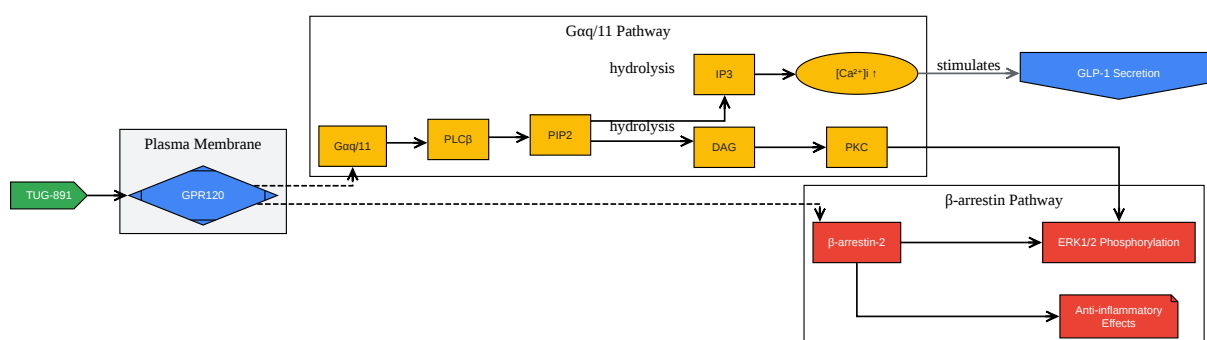 Gαq/11 Pathway
hydrolysis
IP3
[Ca²⁺]i ↑
stimulates
GLP-1 Secretion
Plasma Membrane
Gαq/11
PLCβ
PIP2
hydrolysis
DAG
PKC
TUG-891
GPR120
β-arrestin Pathway
β-arrestin-2
ERK1/2 Phosphorylation
Anti-inflammatory
Effects